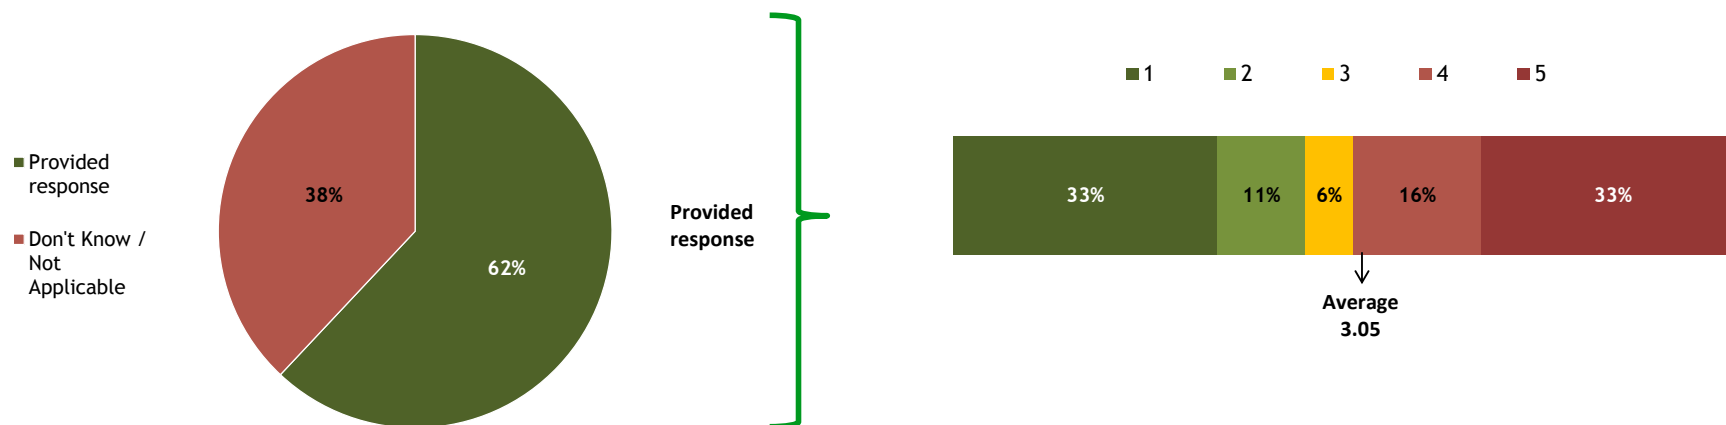 Provided
response
Don't Know /
Not
Applicable
38%
62%
Provided
response
1 2 3 4 5
33% 11% 6% 16% 33%
Average
3.05